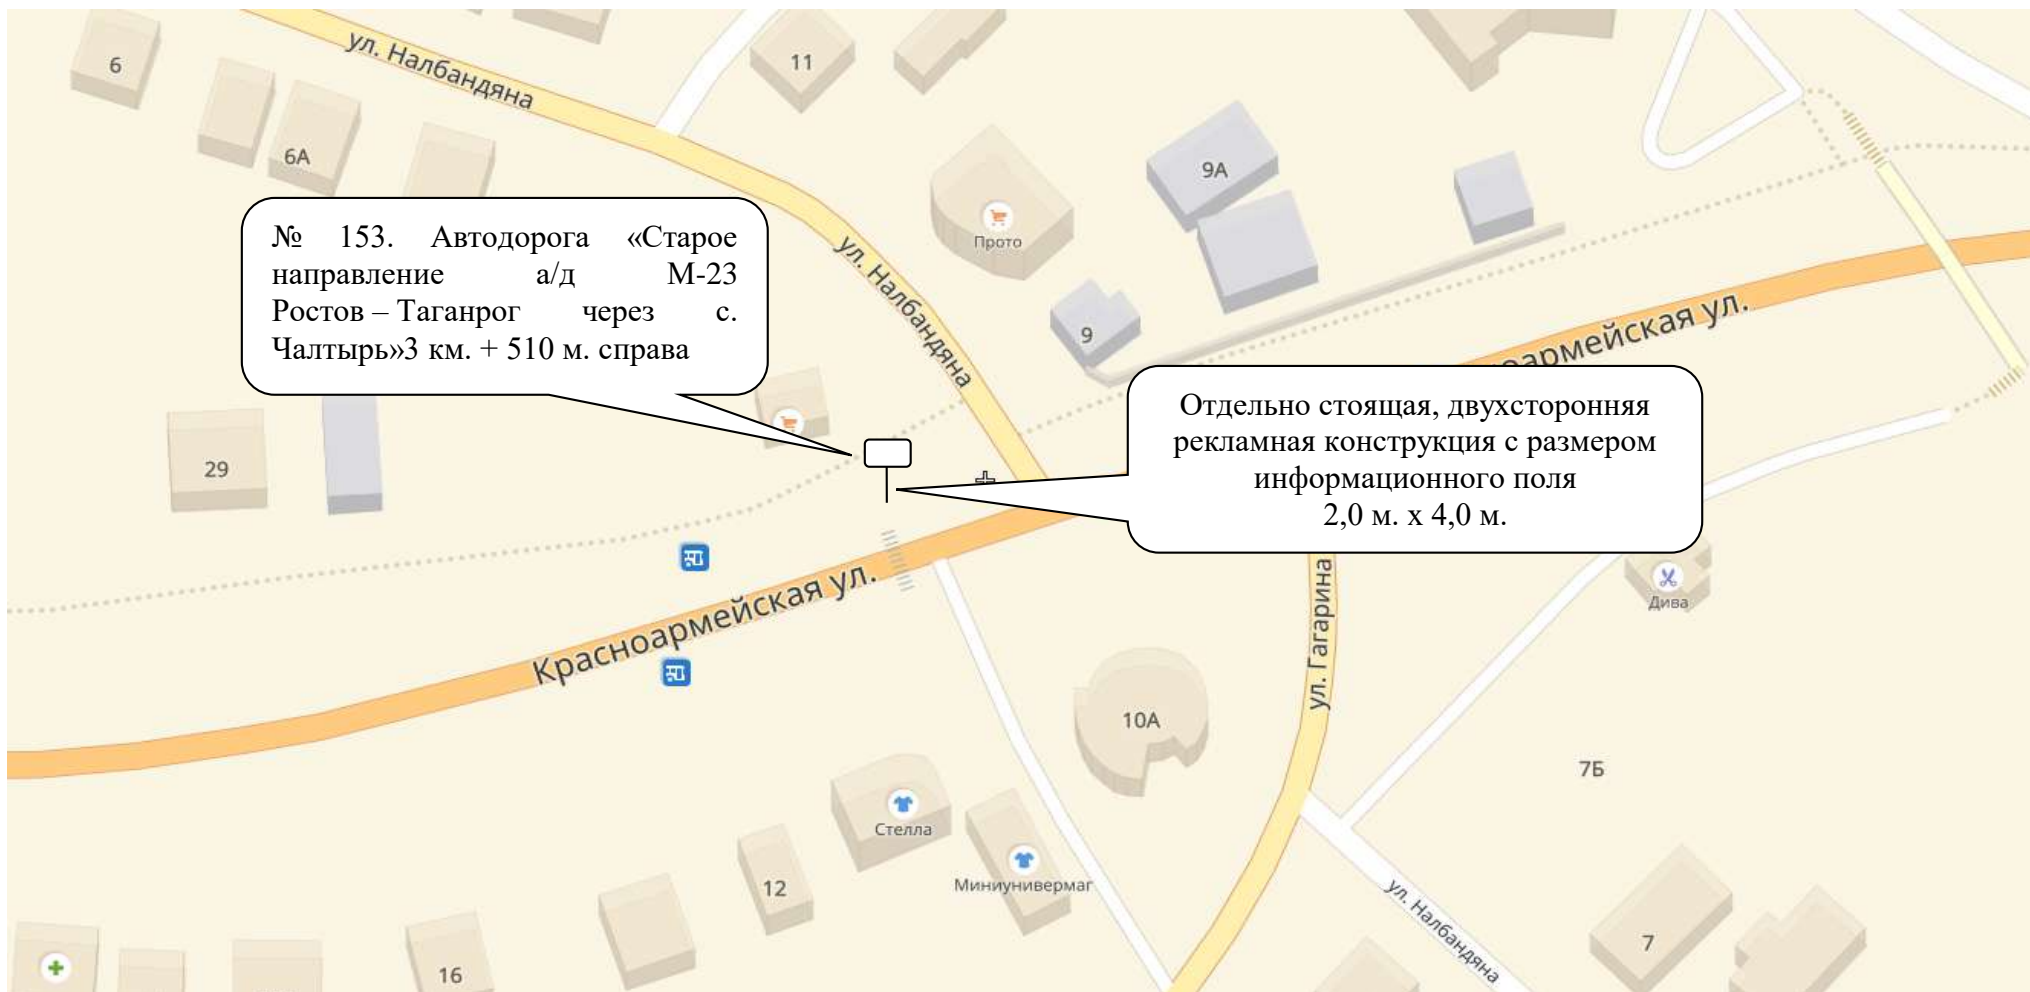 ул. Налбандяна
6
11
6А
9А
№ 153. Автодорога «Старое
направление а/д М-23
Ростов – Таганрог через с.
Чалтырь»3 км. + 510 м. справа
Прото
ул. Налбандяна
9
оармейская ул.
Отдельно стоящая, двухсторонняя
рекламная конструкция с размером
информационного поля
2,0 м. х 4,0 м.
29
Красноармейская ул.
ул. Гагарина
Дива
10А
7Б
Стелла
Миниунивермаг
12
ул. Налбандяна
7
16